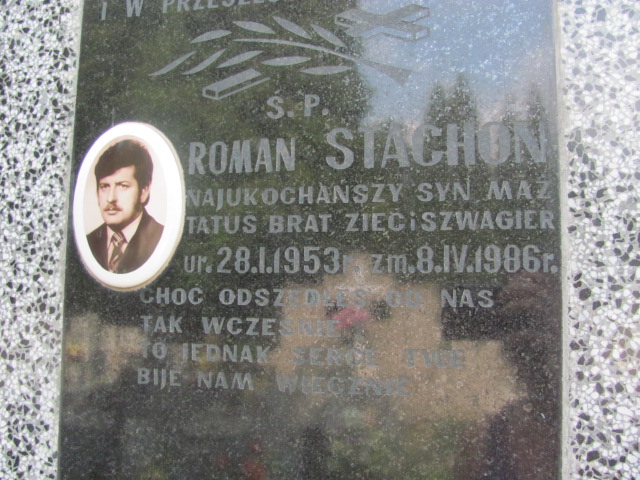 I W PRZESZŁ
Ś.P.
ROMAN STACHOŃ
NAJUKOCHAŃSZY SYN MĄŻ
TATUŚ BRAT ZIĘĆ i SZWAGIER
ur. 28.I.1953r. zm. 8.IV.1986r.
CHOĆ ODSZEDŁEŚ OD NAS
TAK WCZEŚNIE
TO JEDNAK SERCE TWE
BIJE NAM WIECZNIE